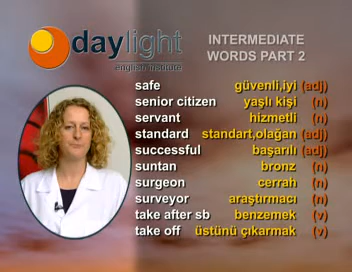 daylight
english institute
INTERMEDIATE
WORDS PART 2
safe güvenli,iyi (adj)
senior citizen yaşlı kişi (n)
servant hizmetli (n)
standard standart,olağan (adj)
successful başarılı (adj)
suntan bronz (n)
surgeon cerrah (n)
surveyor araştırmacı (n)
take after sb benzemek (v)
take off üstünü çıkarmak (v)